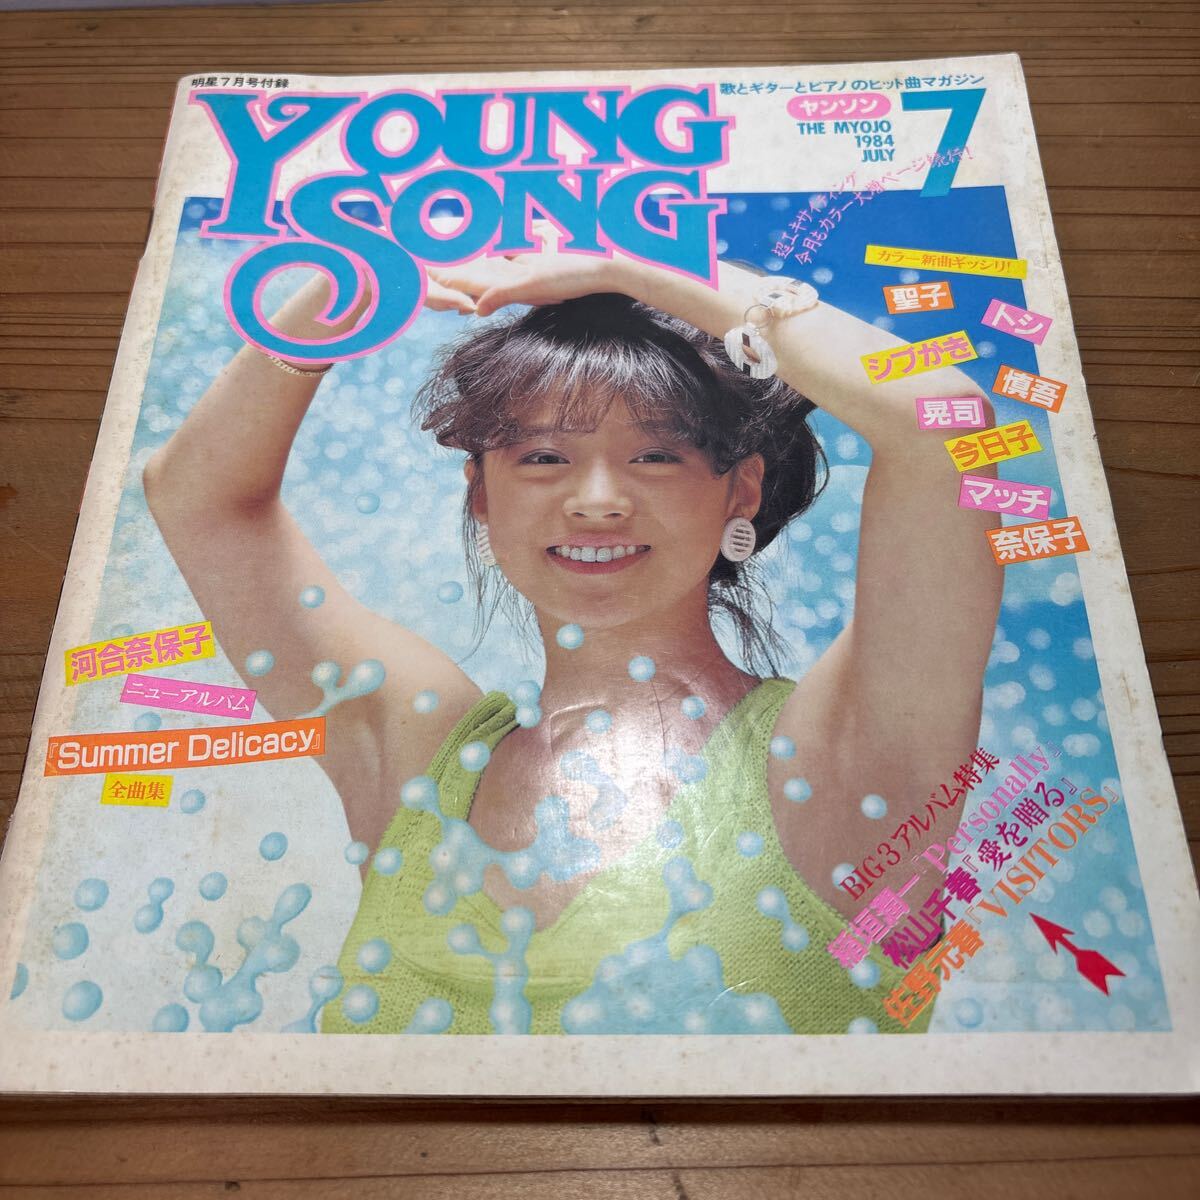 明星7月号付録
歌とギターとピアノのヒット曲マガジン
YOUNG
SONG
ヤンソン
THE MYOJO
1984
JULY
7
超エキサイティング
今月もカラー大増ページ続行!
カラー新曲ギッシリ!
聖子
トシ
シブがき
慎吾
晃司
今日子
マッチ
奈保子
河合奈保子
ニューアルバム
『Summer Delicacy』
全曲集
BIG3アルバム特集
稲垣潤一『Personally』
松山千春『愛を贈る』
佐野元春『VISITORS』